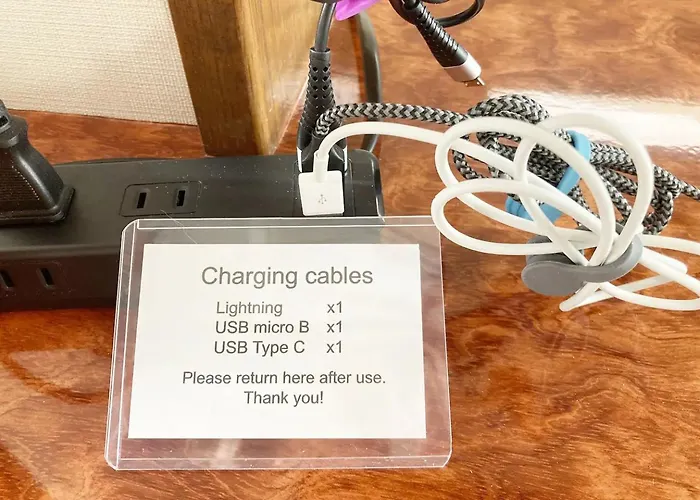 Charging cables
Lightning x1
USB micro B x1
USB Type C x1
Please return here after use.
Thank you!